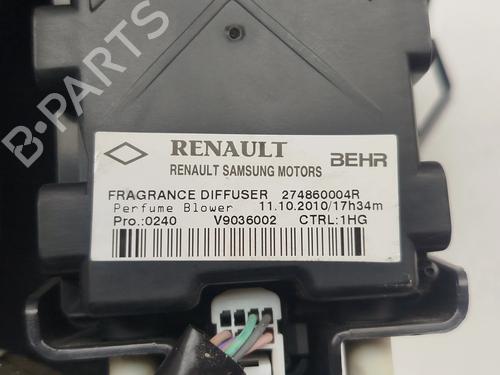 B-PARTS
RENAULT
RENAULT SAMSUNG MOTORS
BEHR
FRAGRANCE DIFFUSER 274860004R
Perfume Blower 11.10.2010/17h34m
Pro.:0240 V9036002 CTRL:1HG